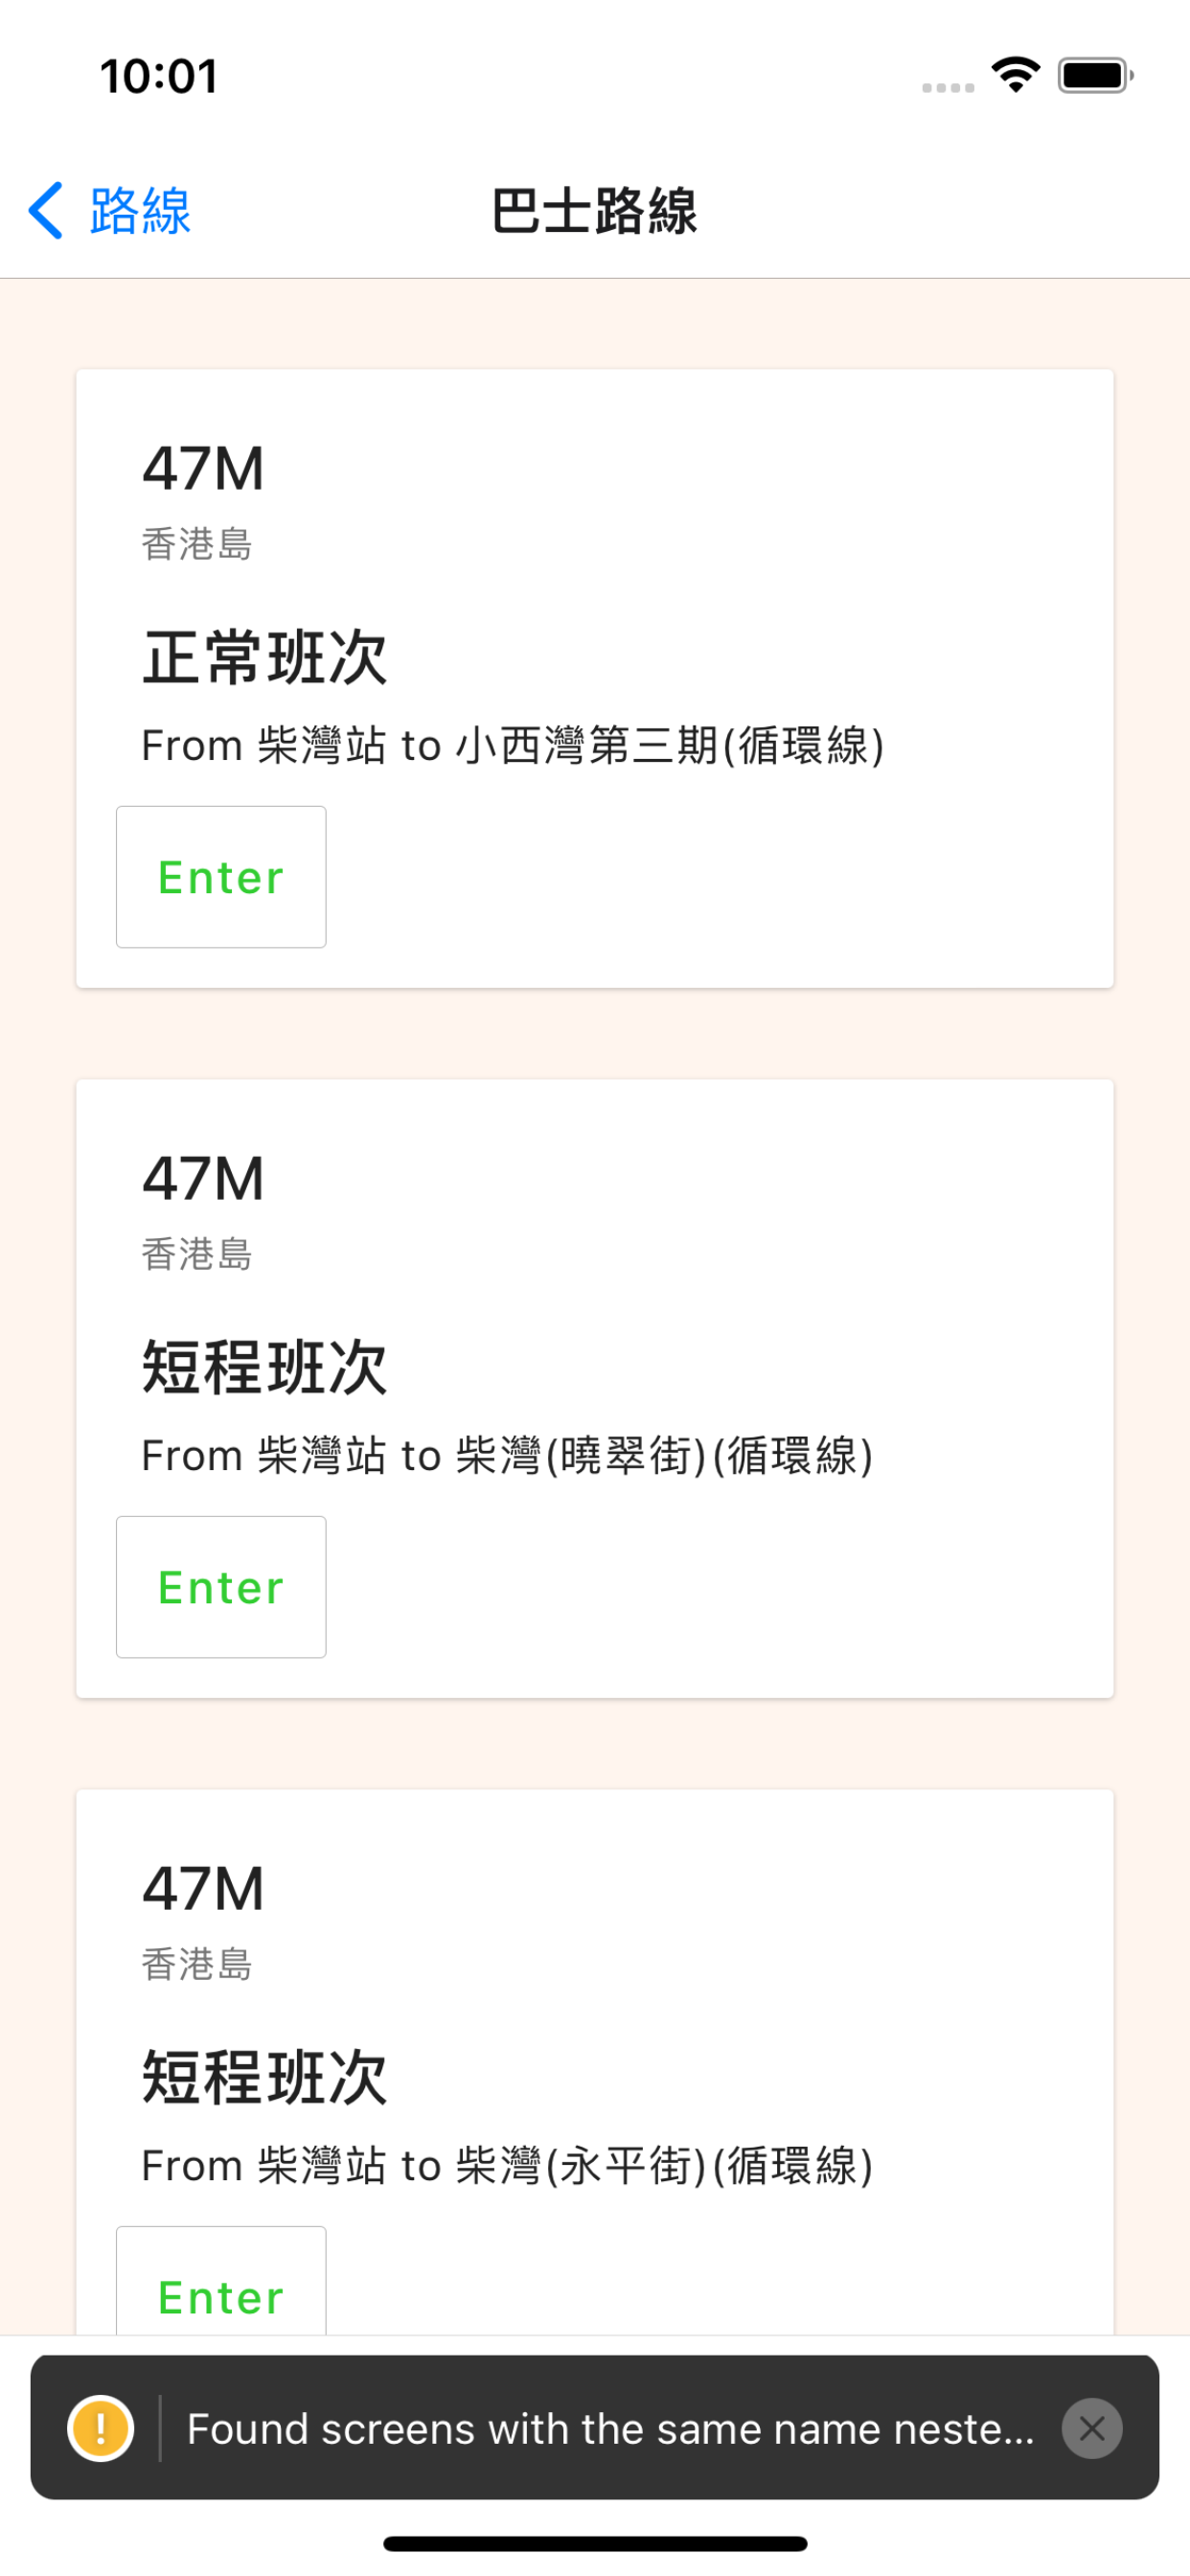 10:01
路線
巴士路線
47M
香港島
正常班次
From 柴灣站 to 小西灣第三期(循環線)
Enter
47M
香港島
短程班次
From 柴灣站 to 柴灣(曉翠街)(循環線)
Enter
47M
香港島
短程班次
From 柴灣站 to 柴灣(永平街)(循環線)
Enter
! Found screens with the same name neste...